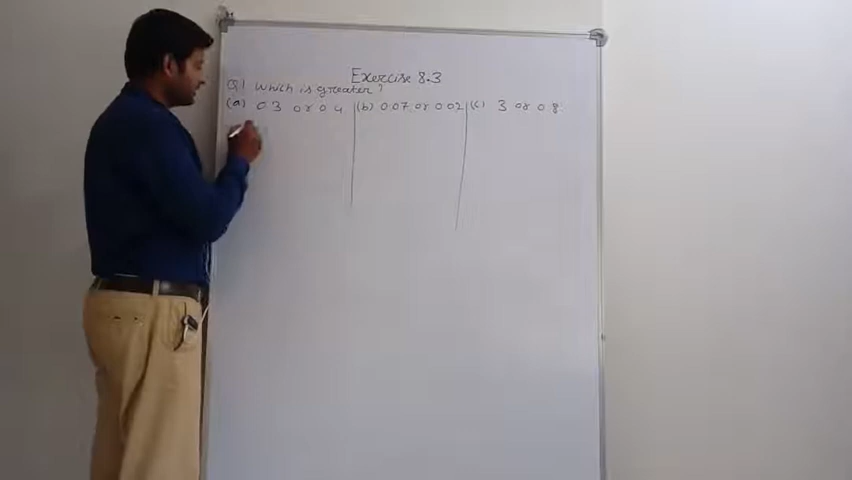 Exercise 8.3
Q1 Which is greater?
(a) 0.3 or 0.4 (b) 0.07 or 0.02 (c) 3 or 0.8